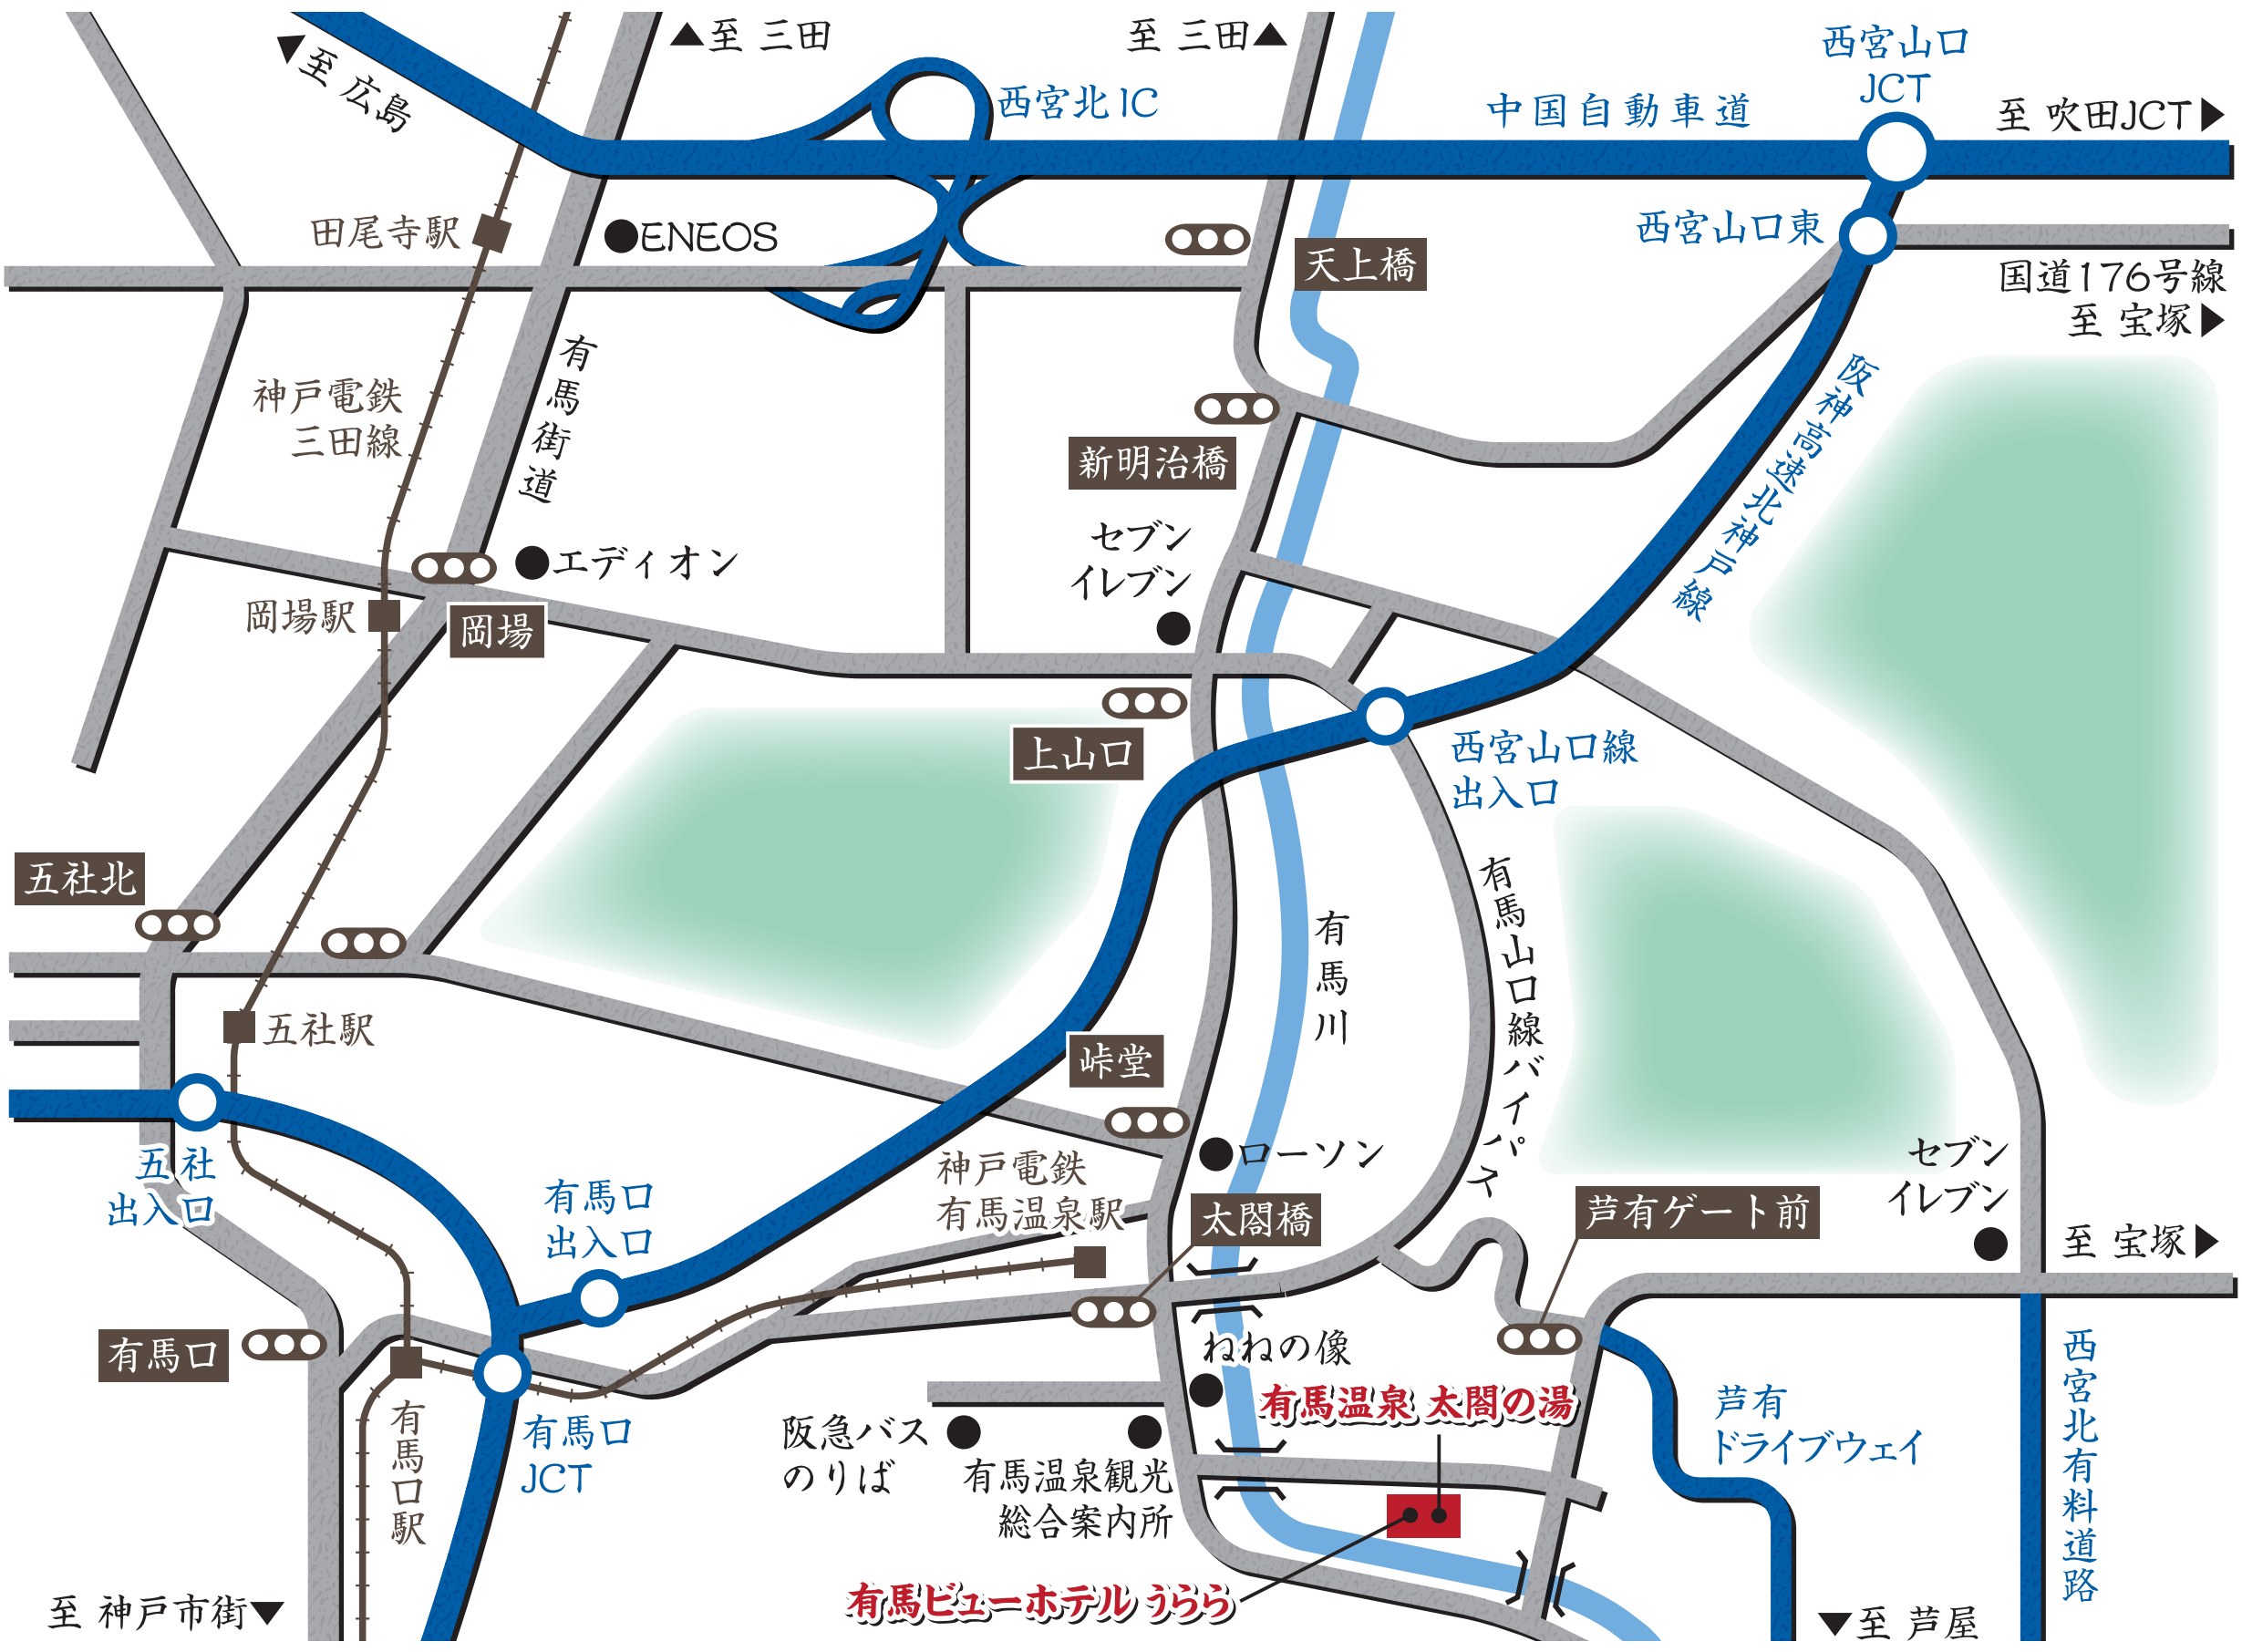 ▲至 三田
至 三田▲
西宮山口
JCT
◀至 広島
西宮北IC
中国自動車道
至 吹田JCT▶
田尾寺駅
●ENEOS
西宮山口東
天上橋
国道176号線
至 宝塚▶
有馬街道
神戸電鉄
三田線
阪神高速北神戸線
新明治橋
セブン
イレブン
●エディオン
岡場駅
岡場
上山口
西宮山口線
出入口
五社北
有馬山口線バイパス
有馬川
五社駅
峠堂
●ローソン
神戸電鉄
有馬温泉駅
五社
出入口
有馬口
出入口
太閤橋
芦有ゲート前
セブン
イレブン
至 宝塚▶
有馬口
ねねの像
有馬温泉 太閤の湯
有馬口駅
有馬口
JCT
阪急バス
のりば
有馬温泉観光
総合案内所
芦有
ドライブウェイ
西宮北有料道路
有馬ビューホテル うらら
至 神戸市街▼
▼至 芦屋